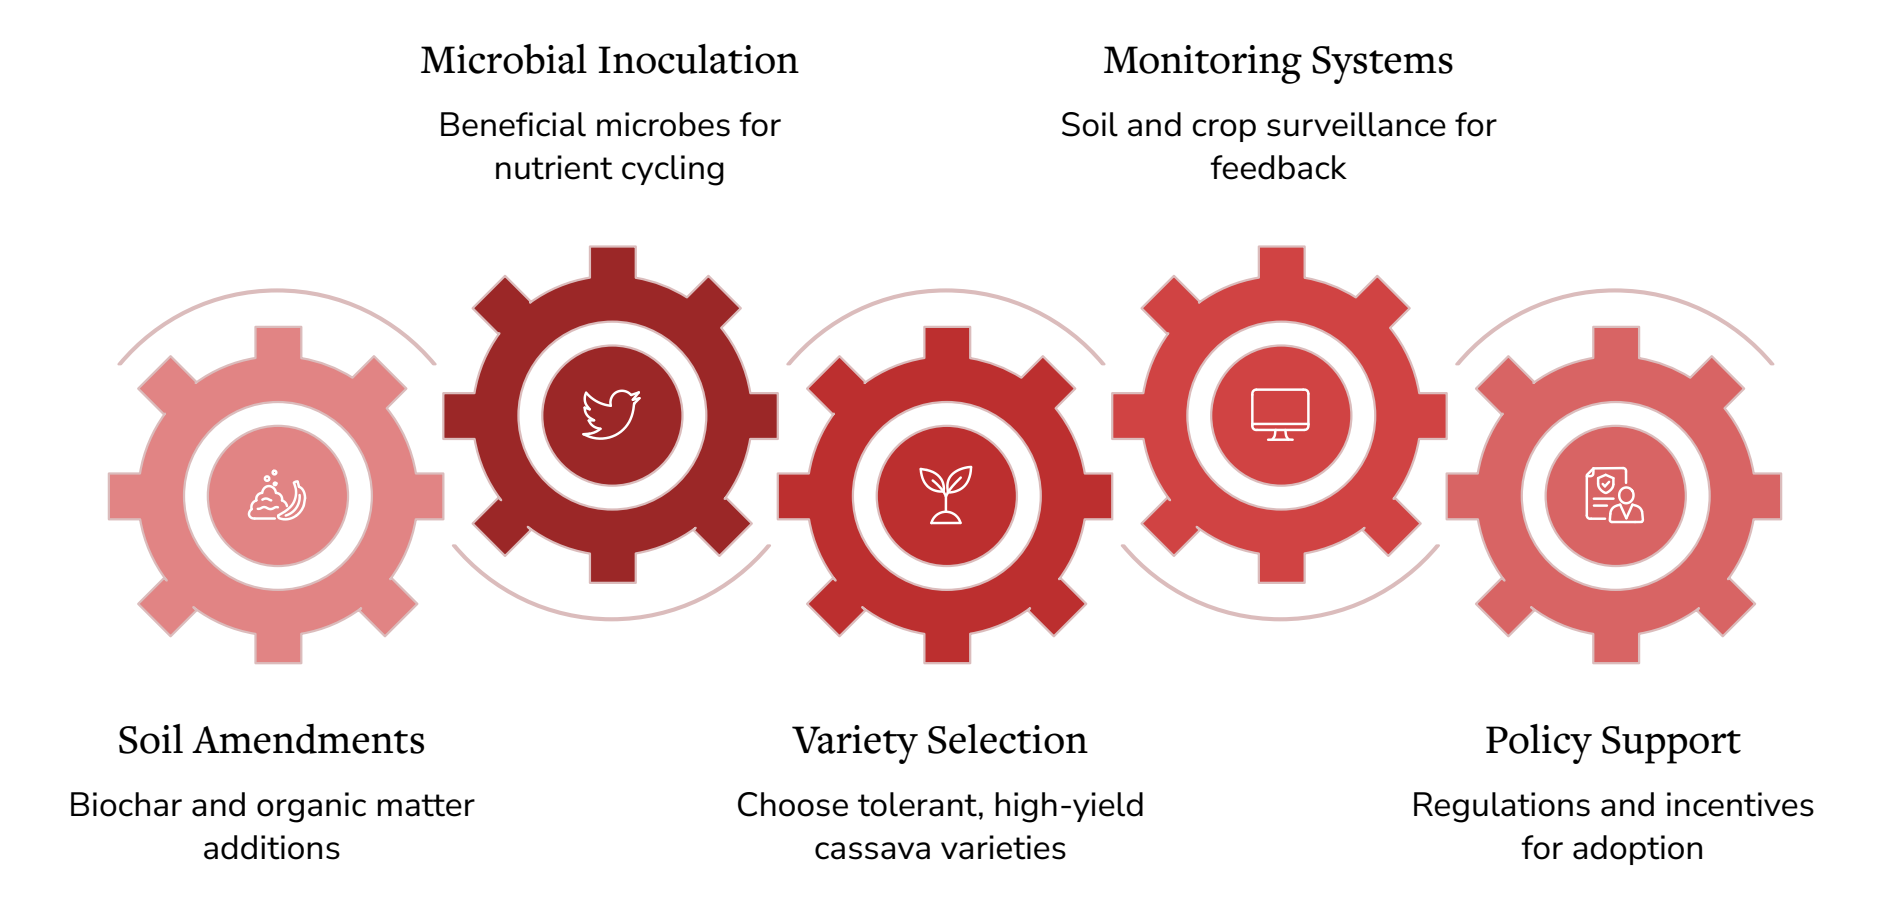 Microbial Inoculation
Beneficial microbes for
nutrient cycling
Monitoring Systems
Soil and crop surveillance for
feedback
Soil Amendments
Biochar and organic matter
additions
Variety Selection
Choose tolerant, high-yield
cassava varieties
Policy Support
Regulations and incentives
for adoption